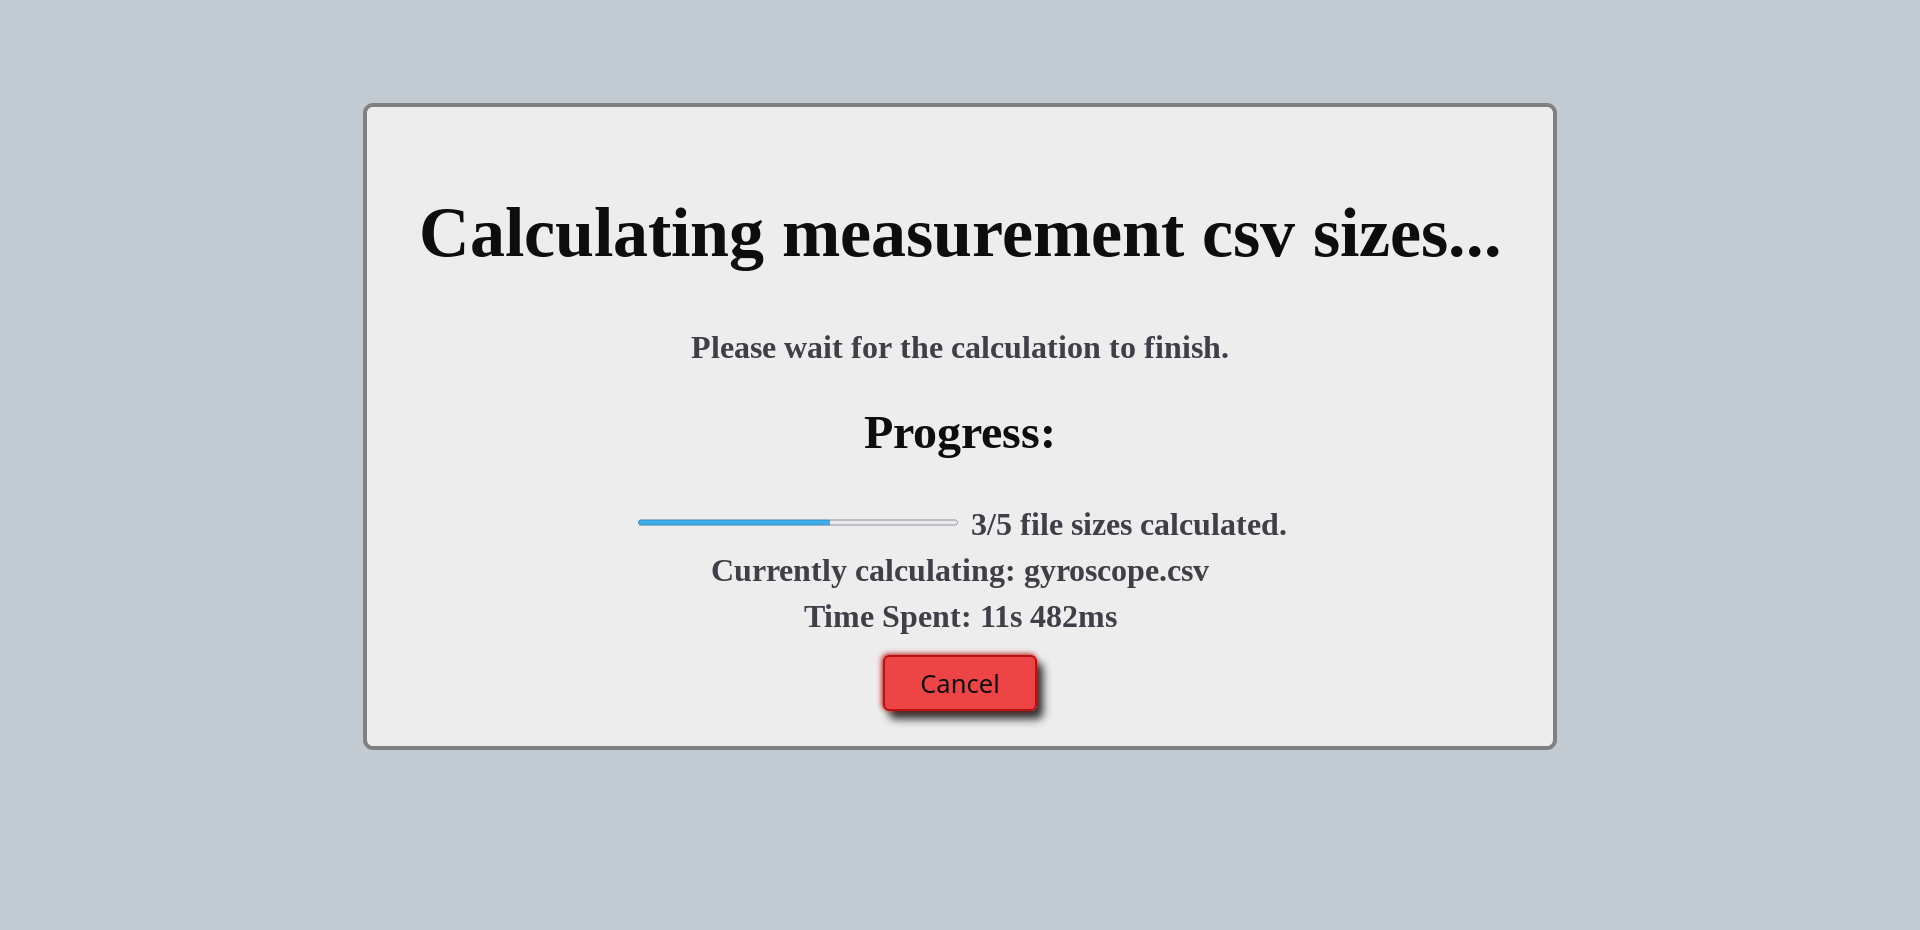 Calculating measurement csv sizes...
Please wait for the calculation to finish.
Progress:
3/5 file sizes calculated.
Currently calculating: gyroscope.csv
Time Spent: 11s 482ms
Cancel